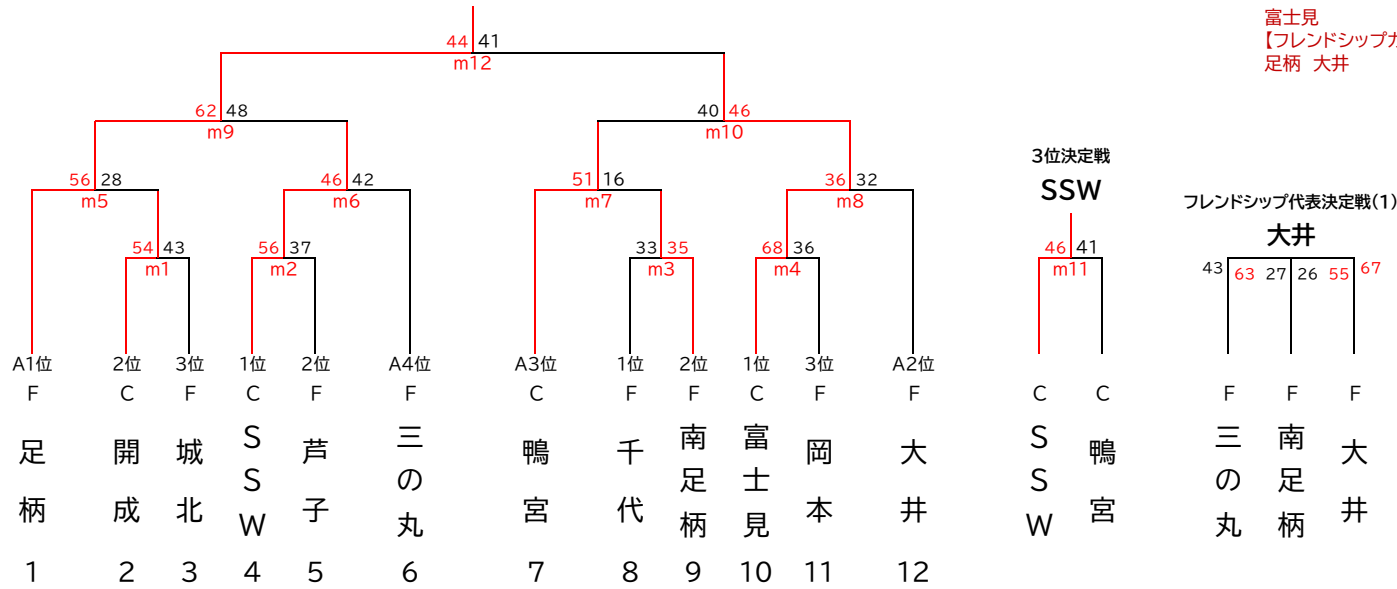 富士見
【フレンドシップ
足柄 大井
44 41
m12
62 48
m9
40 46
m10
56 28
m5
46 42
m6
51 16
m7
36 32
m8
54 43
m1
56 37
m2
33 35
m3
68 36
m4
3位決定戦
SSW
46 41
m11
フレンドシップ代表決定戦(1)
大井
43 63 27 26 55 67
A1位 2位 3位 1位 2位 A4位 A3位 1位 2位 1位 3位 A2位
F C F C F F C F F C F F C C F F F
足柄
開成
城北
SSW
芦子
三の丸
鴨宮
千代
南足柄
富士見
岡本
大井
SSW
鴨宮
三の丸
南足柄
大井
1 2 3 4 5 6 7 8 9 10 11 12